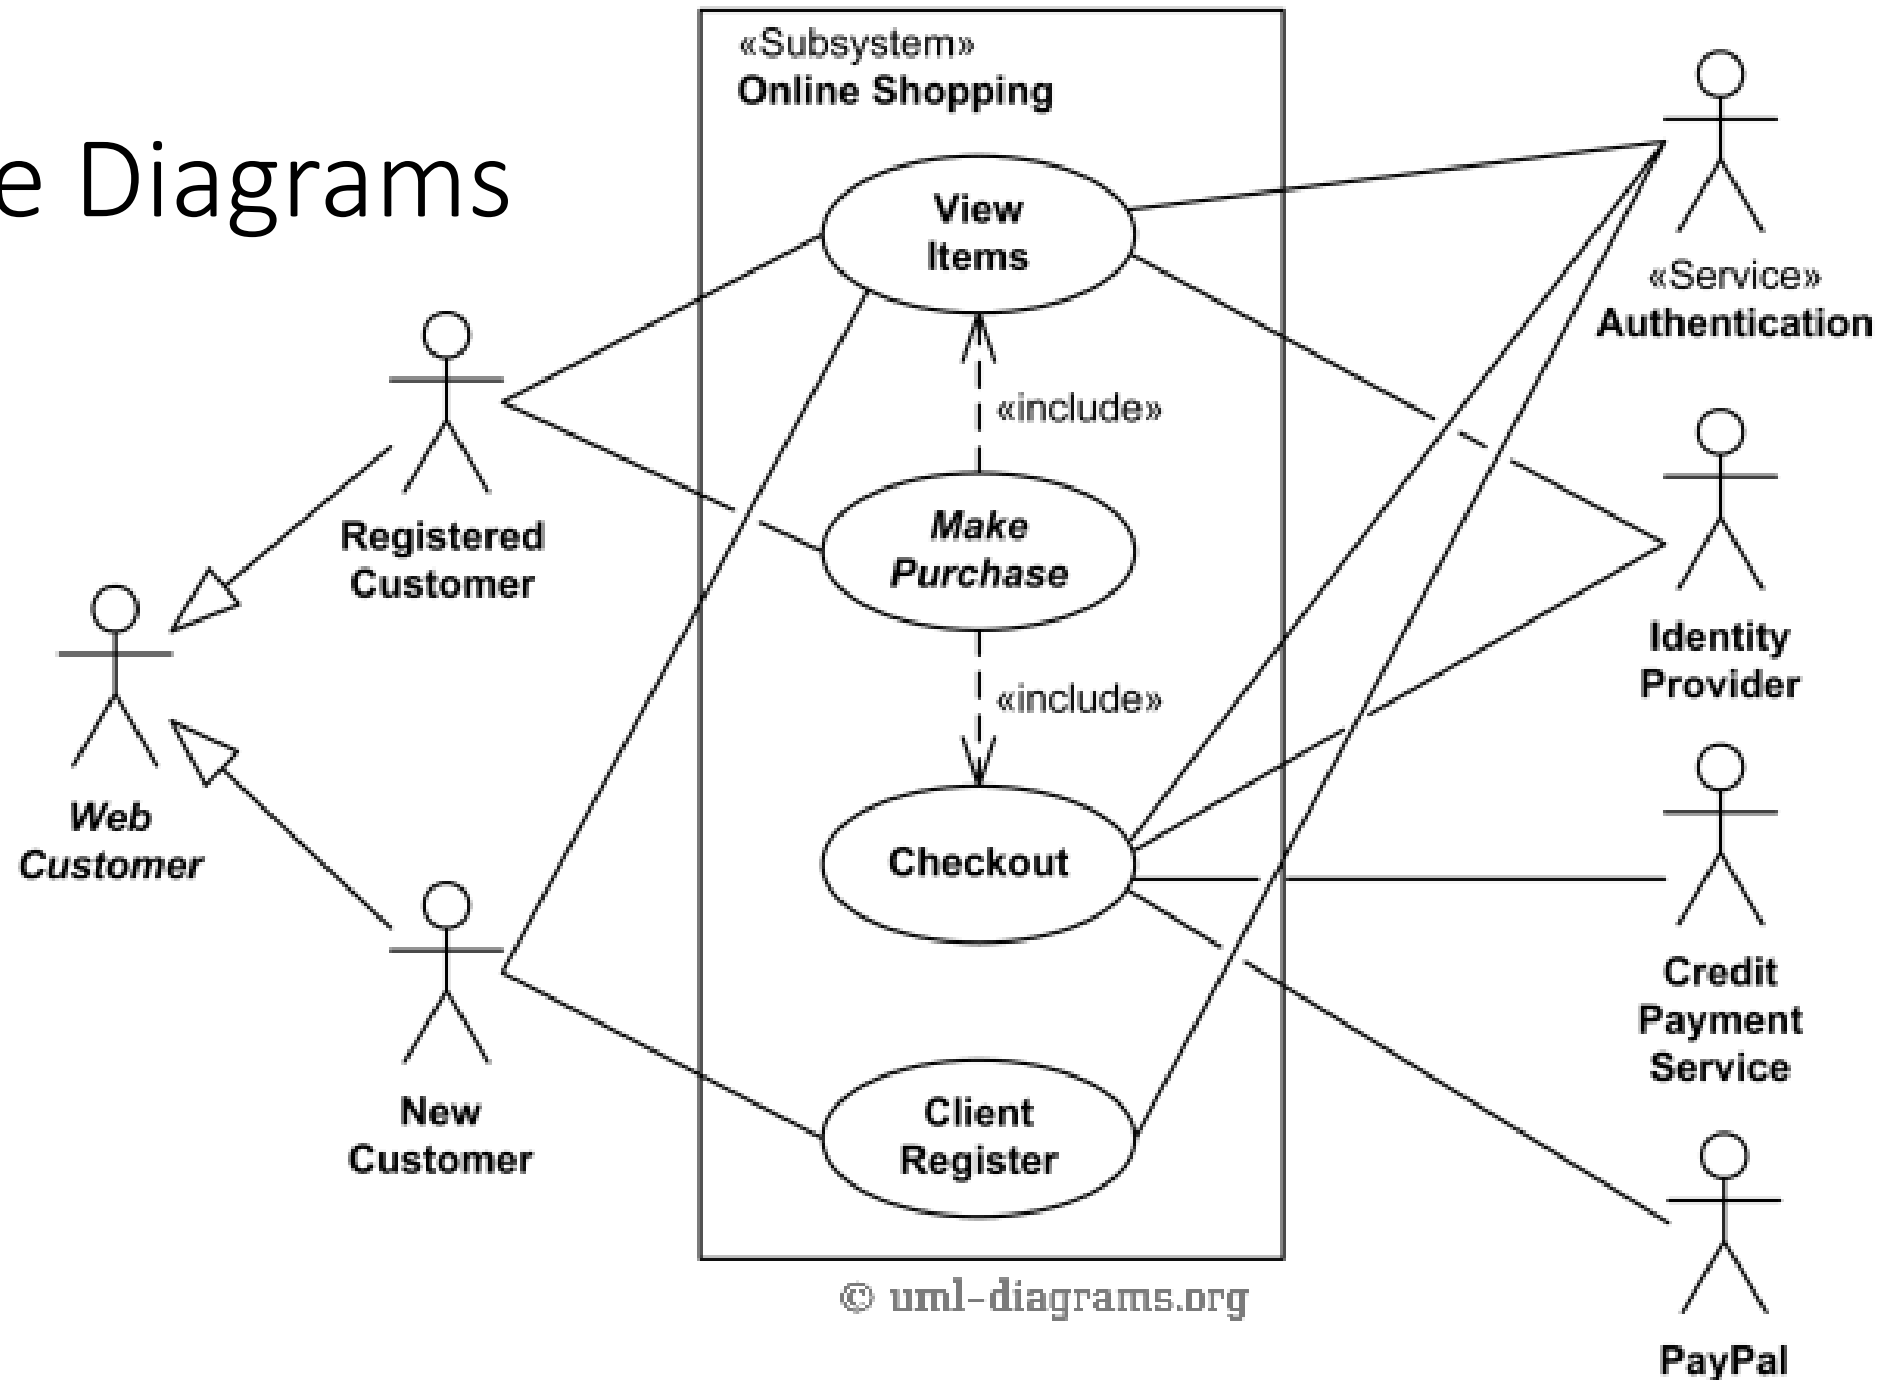 e Diagrams
«Subsystem»
Online Shopping
View
Items
«include»
Make
Purchase
«include»
Checkout
Client
Register
Registered
Customer
Web
Customer
New
Customer
«Service»
Authentication
Identity
Provider
Credit
Payment
Service
PayPal
© uml-diagrams.org